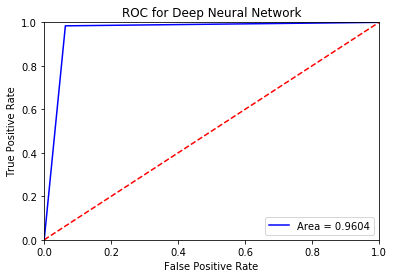 ROC for Deep Neural Network
1.0
0.8
0.6
0.4
0.2
0.0
True Positive Rate
0.0 0.2 0.4 0.6 0.8 1.0
False Positive Rate
Area = 0.9604